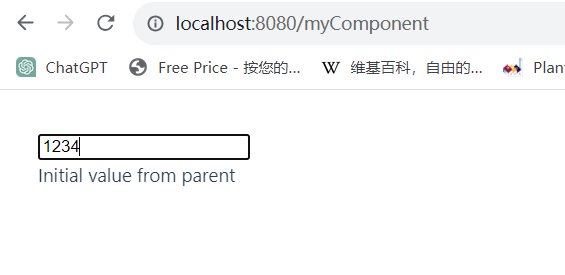 localhost:8080/myComponent
ChatGPT Free Price - 按您的... W 维基百科，自由的... Plan
1234
Initial value from parent